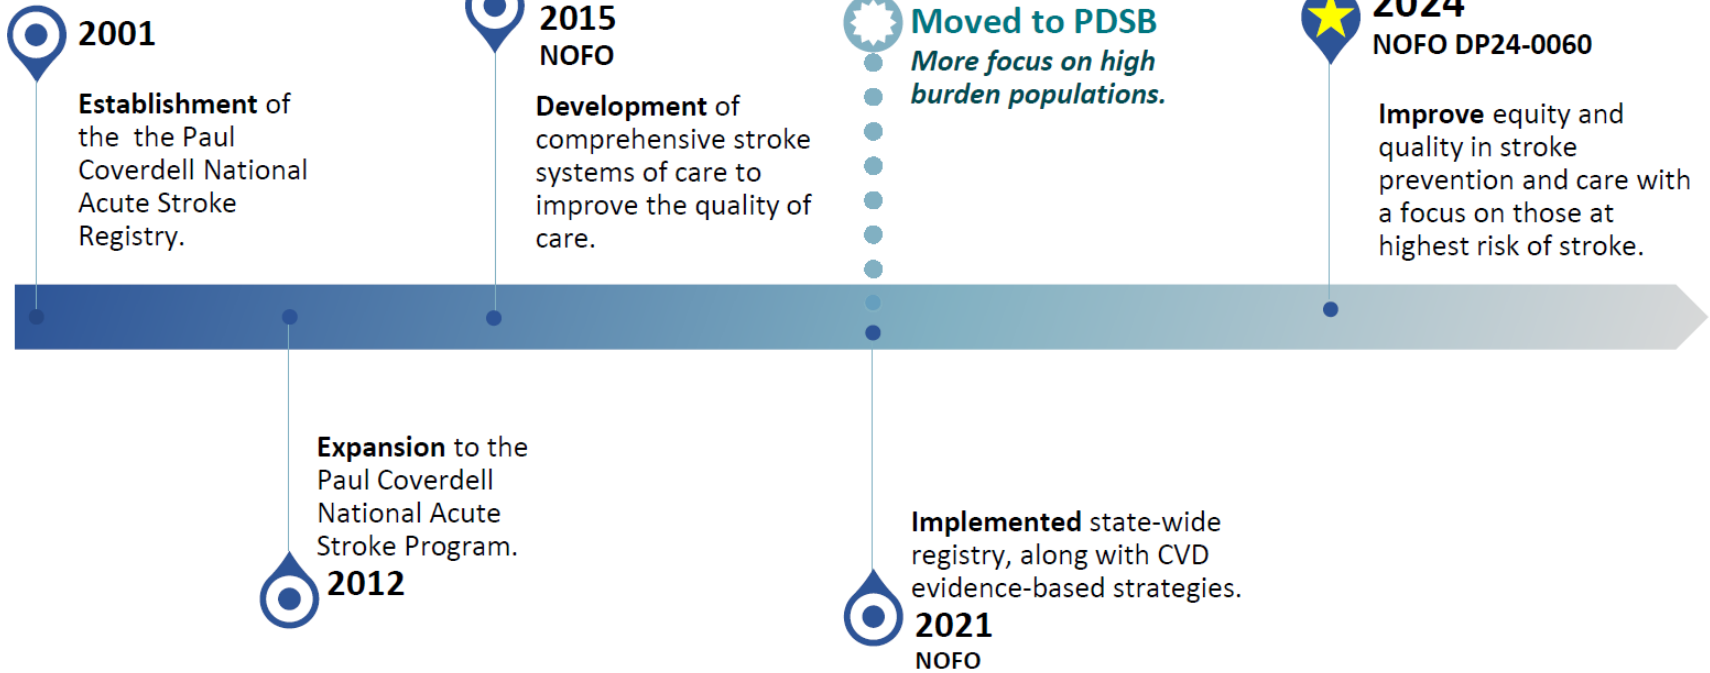 2001
Establishment of
the  the Paul
Coverdell National
Acute Stroke
Registry.
2015
NOFO
Development of
comprehensive stroke
systems of care to
improve the quality of
care.
Moved to PDSB
More focus on high
burden populations.
2024
NOFO DP24-0060
Improve equity and
quality in stroke
prevention and care with
a focus on those at
highest risk of stroke.
Expansion to the
Paul Coverdell
National Acute
Stroke Program.
2012
Implemented state-wide
registry, along with CVD
evidence-based strategies.
2021
NOFO